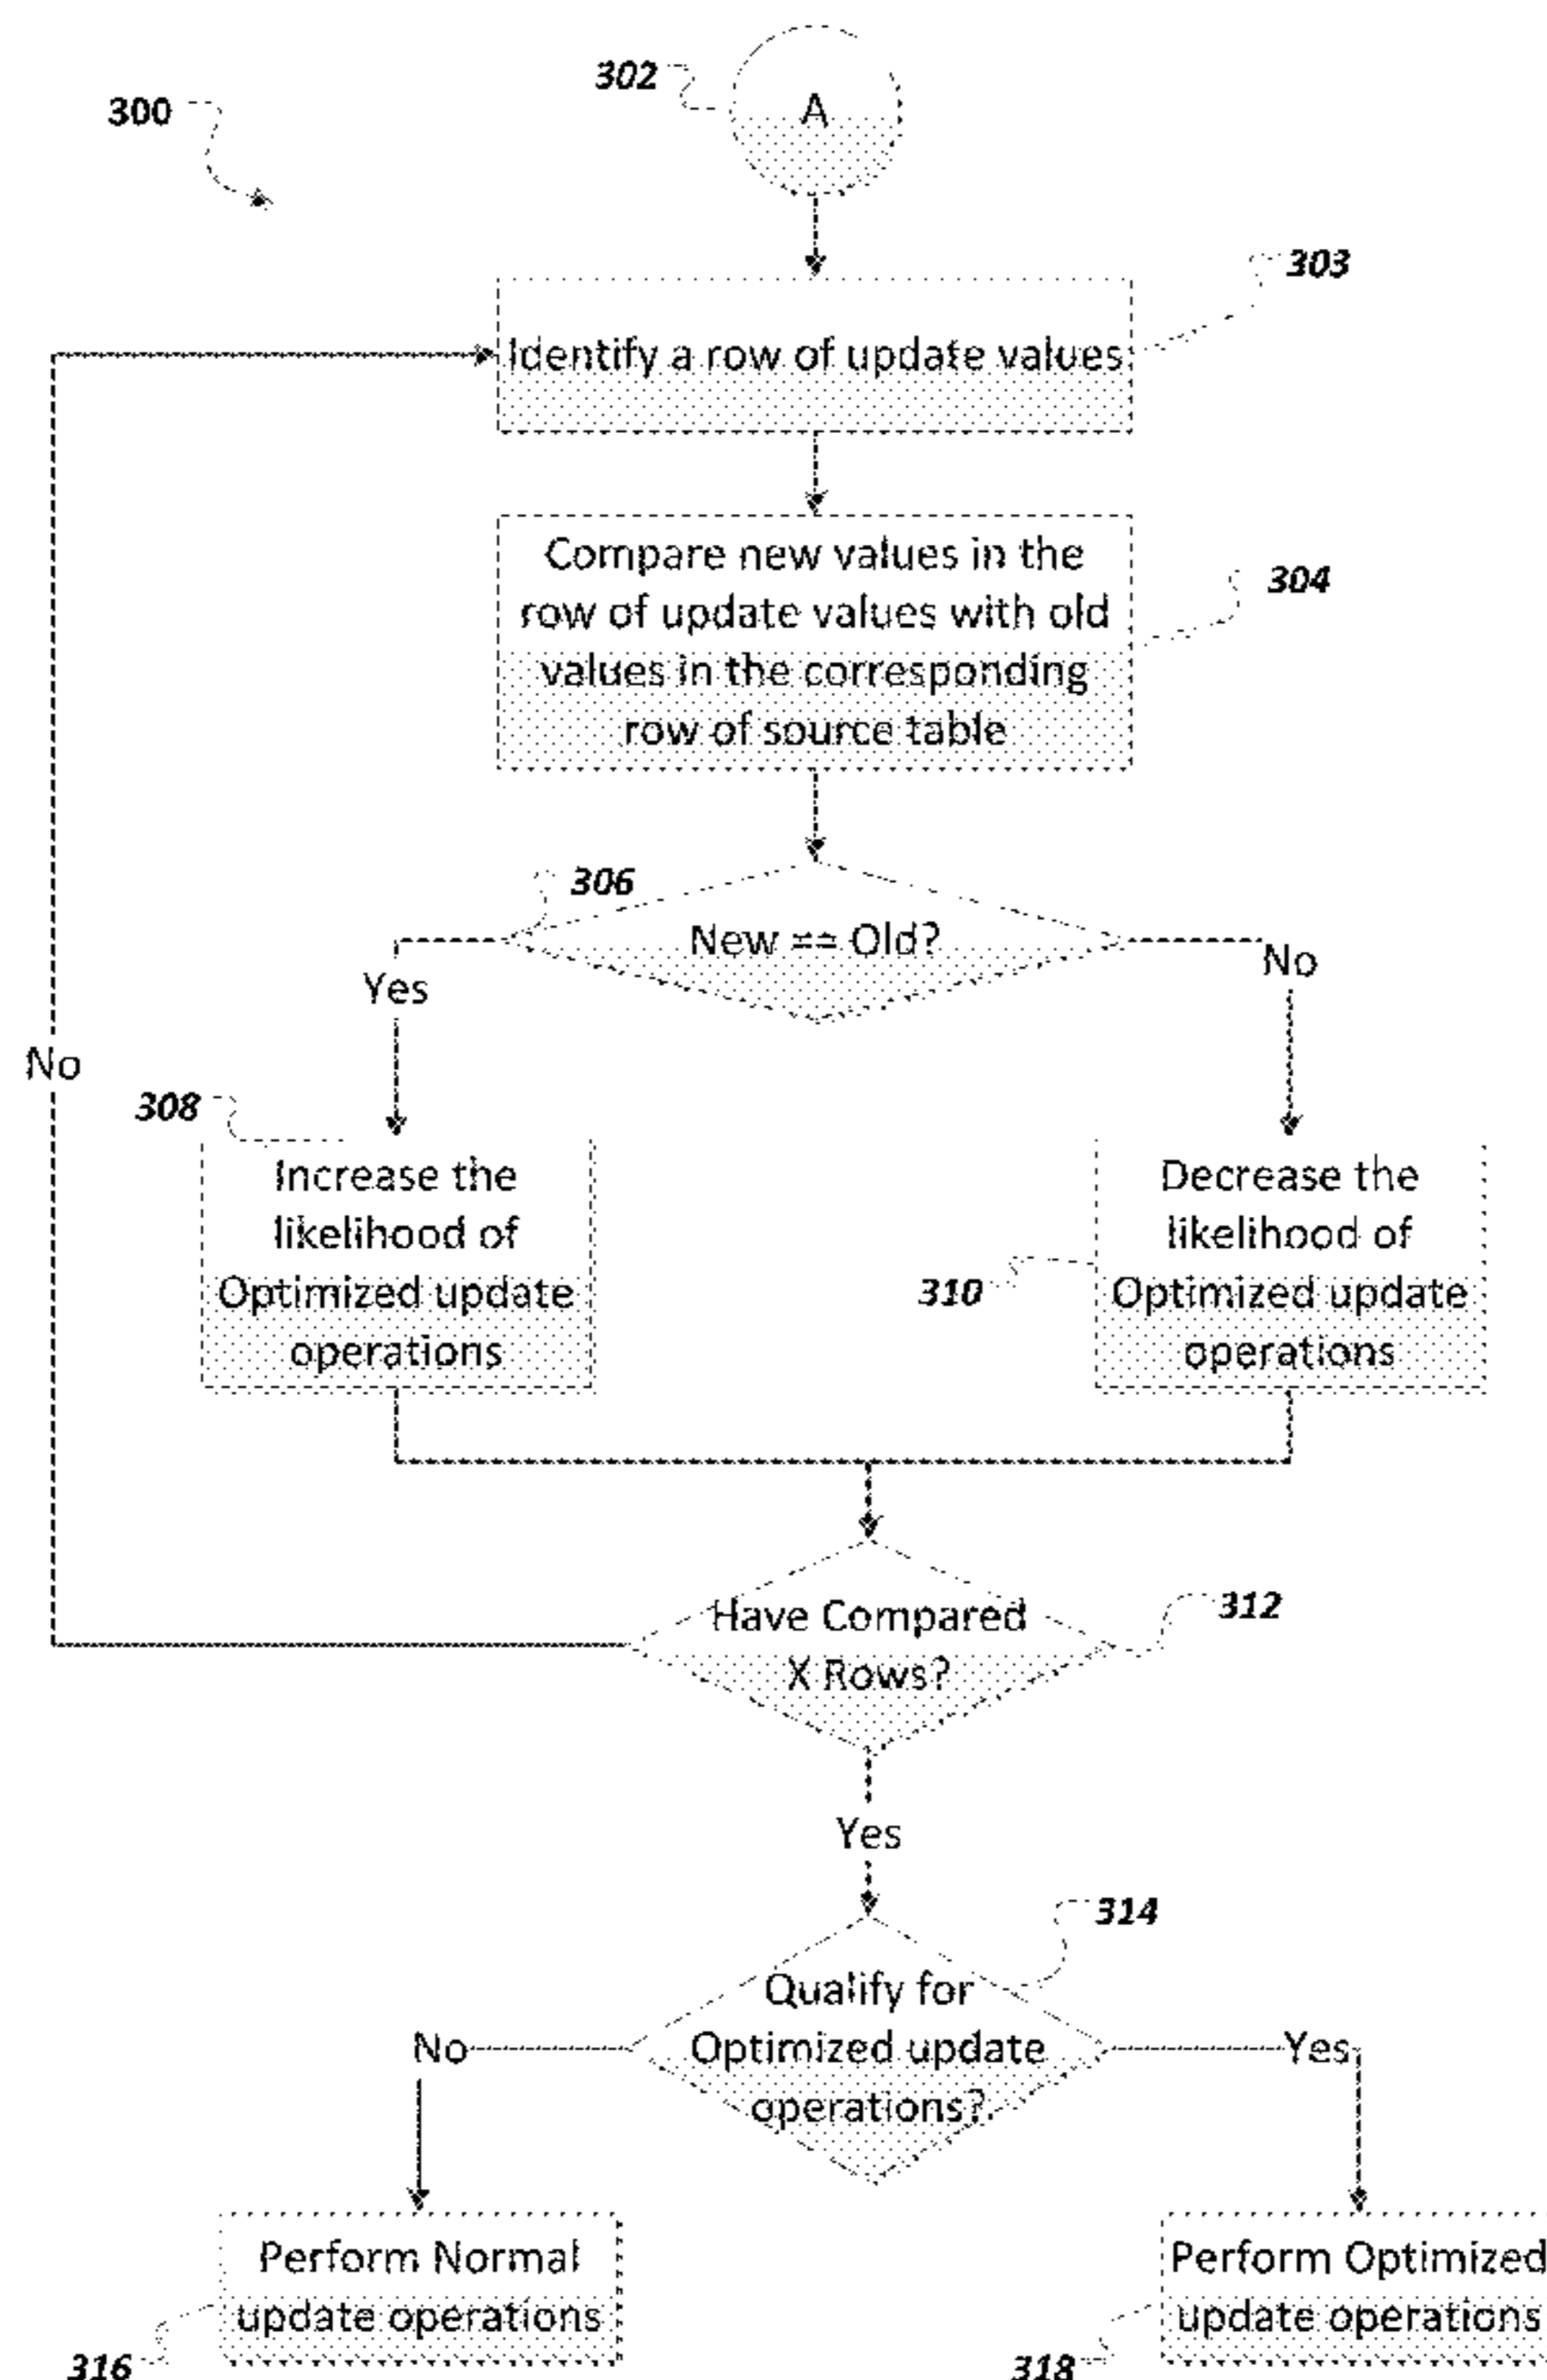 300
302
A
303
Identify a row of update values
304
Compare new values in the
row of update values with old
values in the corresponding
row of source table
306
New == Old?
Yes
No
No
308
Increase the
likelihood of
Optimized update
operations
310
Decrease the
likelihood of
Optimized update
operations
312
Have Compared
X Rows?
Yes
314
Qualify for
Optimized update
operations?
No
Yes
316
Perform Normal
update operations
318
Perform Optimized
update operations